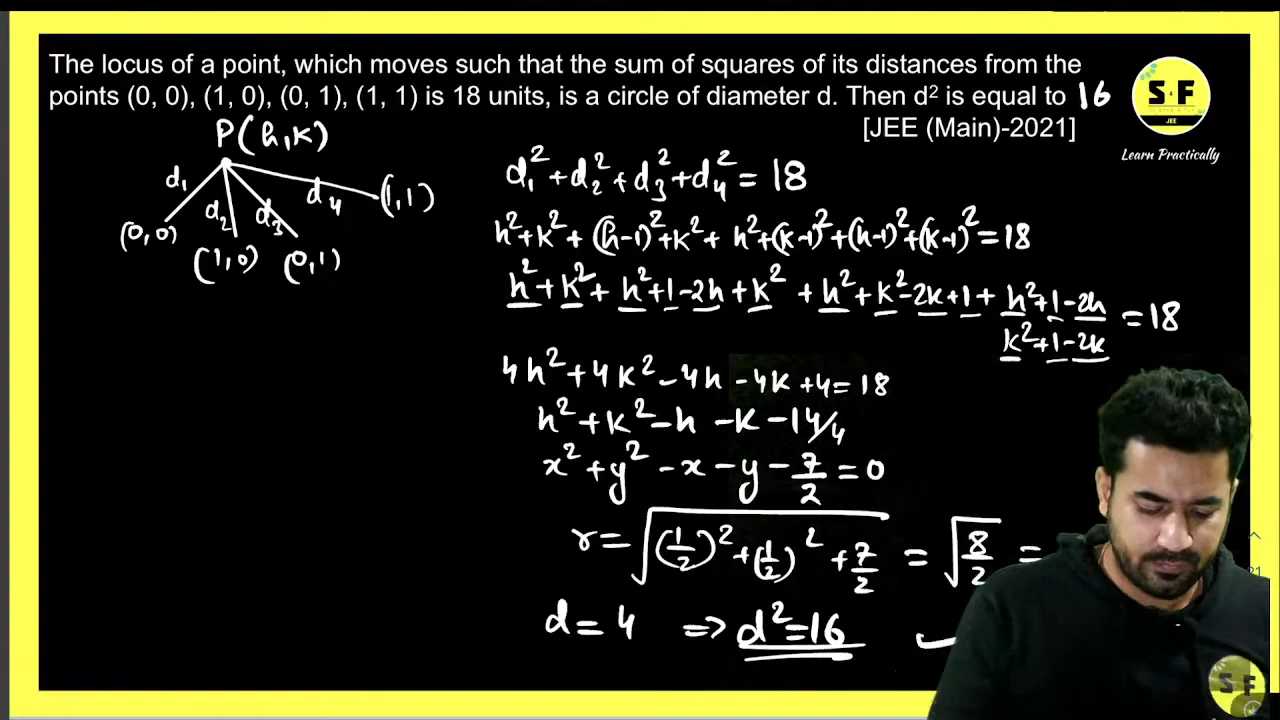 The locus of a point, which moves such that the sum of squares of its distances from the
points (0, 0), (1, 0), (0, 1), (1, 1) is 18 units, is a circle of diameter d. Then d² is equal to 16
[JEE (Main)-2021]
S&F
JEE
Learn Practically
P(h,k)
d₁
d₂
d₃
d₄
(1,1)
(0,0)
(1,0)
(0,1)
d₁² + d₂² + d₃² + d₄² = 18
h²+k² + (h-1)²+k² + h²+(k-1)²+(h-1)²+(k-1)² = 18
h²+k² + h²+1-2h+k² + h²+k²-2k+1 + h²+1-2h
k²+1-2k
= 18
4h²+4k²-4h-4k+4=18
h²+k²-h-k-14/4
x²+y²-x-y-7/2=0
r=√((1/2)²+(1/2)²+7/2) = √(8/2) =
d=4 ⇒ d²=16
S F